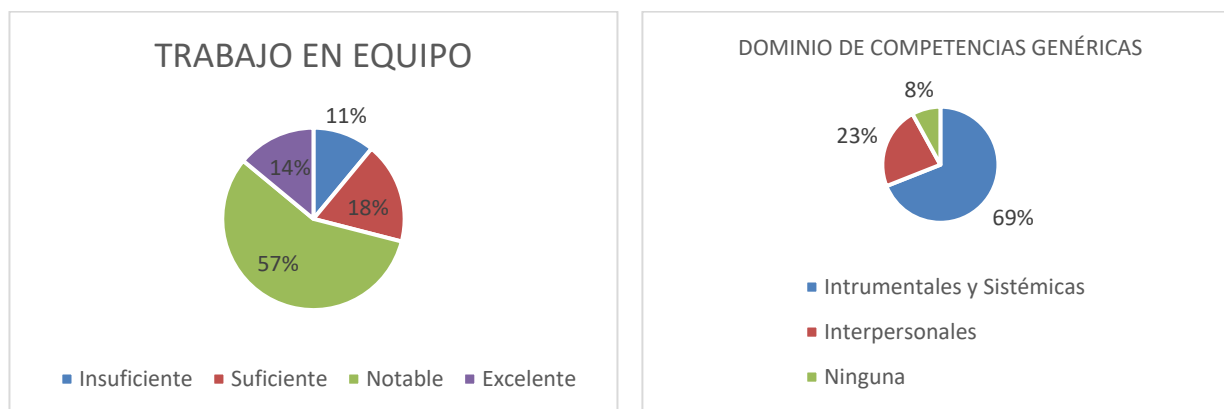 TRABAJO EN EQUIPO
11%
18%
57%
14%
Insuficiente Suficiente Notable Excelente
DOMINIO DE COMPETENCIAS GENÉRICAS
8%
23%
69%
Intrumentales y Sistémicas
Interpersonales
Ninguna